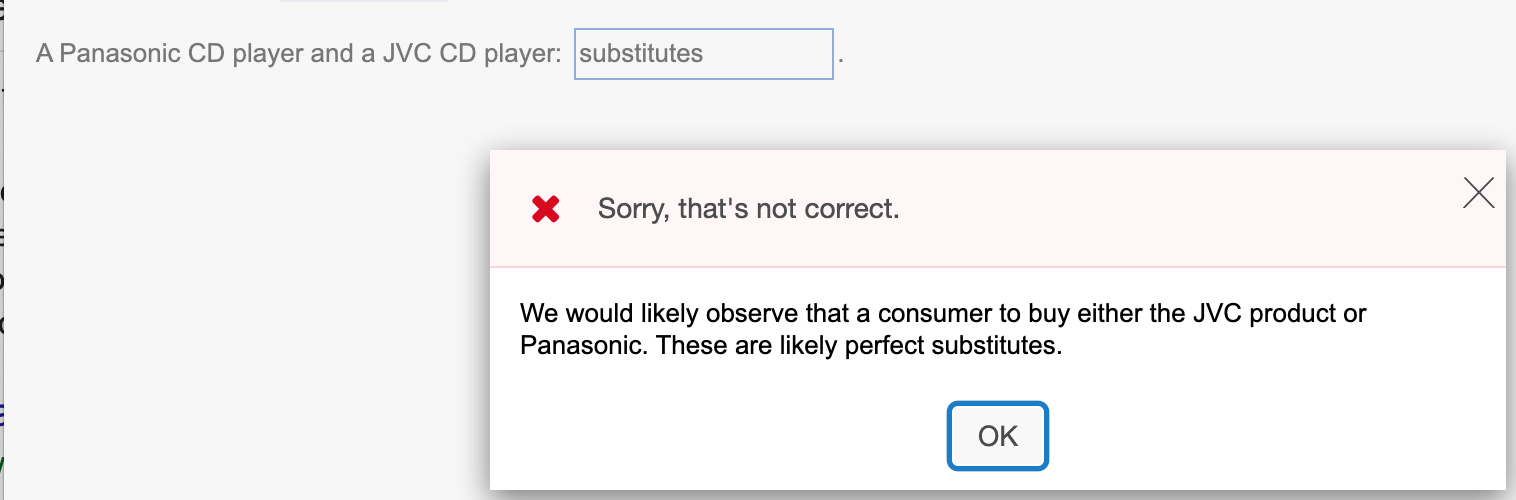 A Panasonic CD player and a JVC CD player: substitutes .
Sorry, that's not correct.
We would likely observe that a consumer to buy either the JVC product or
Panasonic. These are likely perfect substitutes.
OK